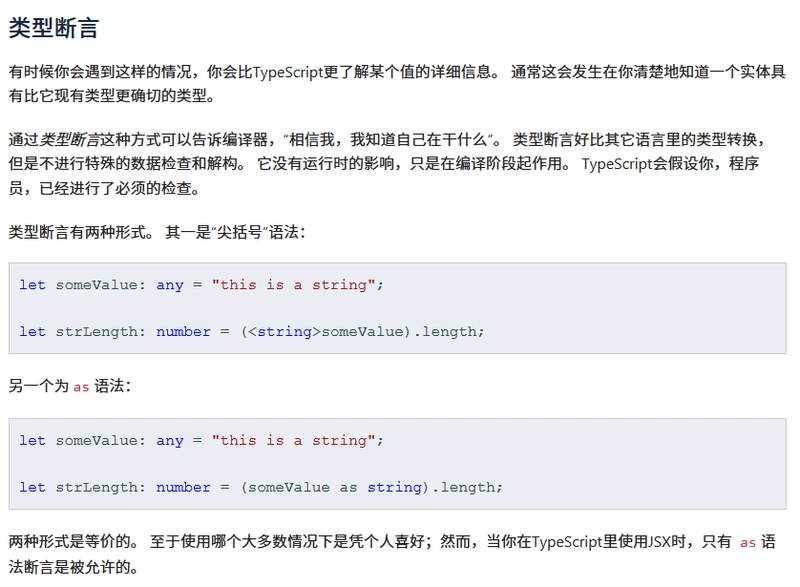 类型断言
有时候你会遇到这样的情况，你会比TypeScript更了解某个值的详细信息。 通常这会发生在你清楚地知道一个实体具
有比它现有类型更确切的类型。
通过类型断言这种方式可以告诉编译器，“相信我，我知道自己在干什么”。 类型断言好比其它语言里的类型转换，
但是不进行特殊的数据检查和解构。 它没有运行时的影响，只是在编译阶段起作用。 TypeScript会假设你，程序
员，已经进行了必须的检查。
类型断言有两种形式。 其一是“尖括号”语法：
let someValue: any = "this is a string";
let strLength: number = (<string>someValue).length;
另一个为 as 语法：
let someValue: any = "this is a string";
let strLength: number = (someValue as string).length;
两种形式是等价的。 至于使用哪个大多数情况下是凭个人喜好；然而，当你在TypeScript里使用JSX时，只有 as 语
法断言是被允许的。